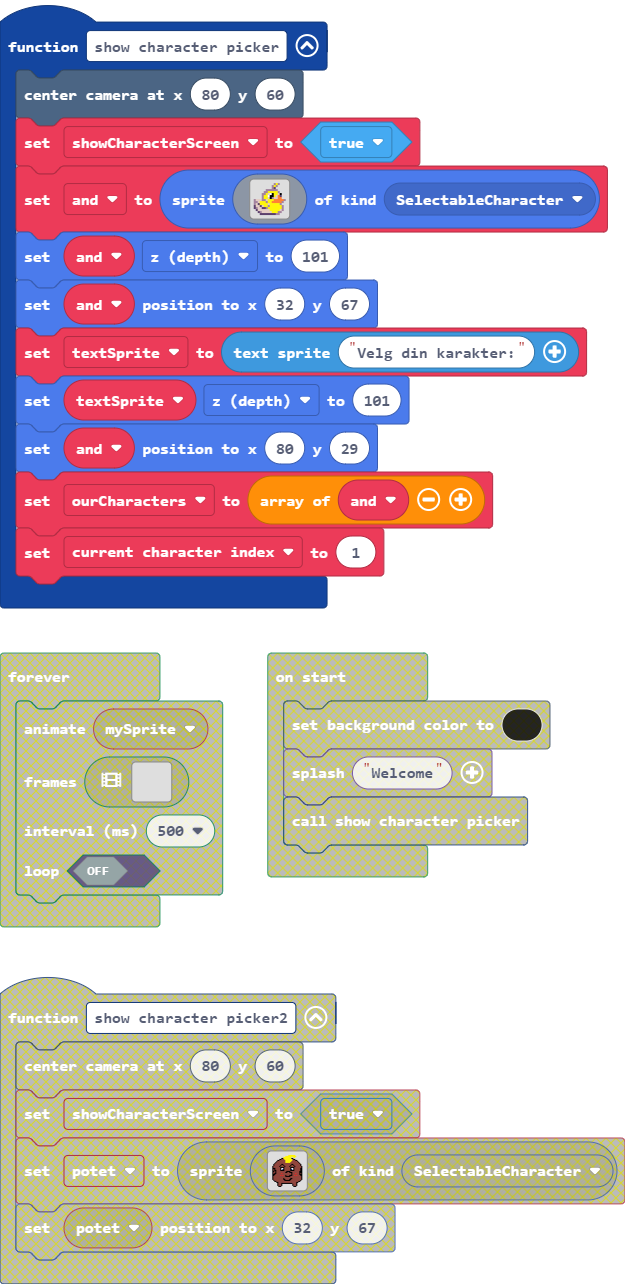 function show character picker
center camera at x 80 y 60
set showCharacterScreen to true
set and to sprite of kind SelectableCharacter
set and z (depth) to 101
set and position to x 32 y 67
set textSprite to text sprite "Velg din karakter:"
set textSprite z (depth) to 101
set and position to x 80 y 29
set ourCharacters to array of and
set current character index to 1
forever
animate mySprite
frames
interval (ms) 500
loop OFF
on start
set background color to
splash "Welcome"
call show character picker
function show character picker2
center camera at x 80 y 60
set showCharacterScreen to true
set potet to sprite of kind SelectableCharacter
set potet position to x 32 y 67